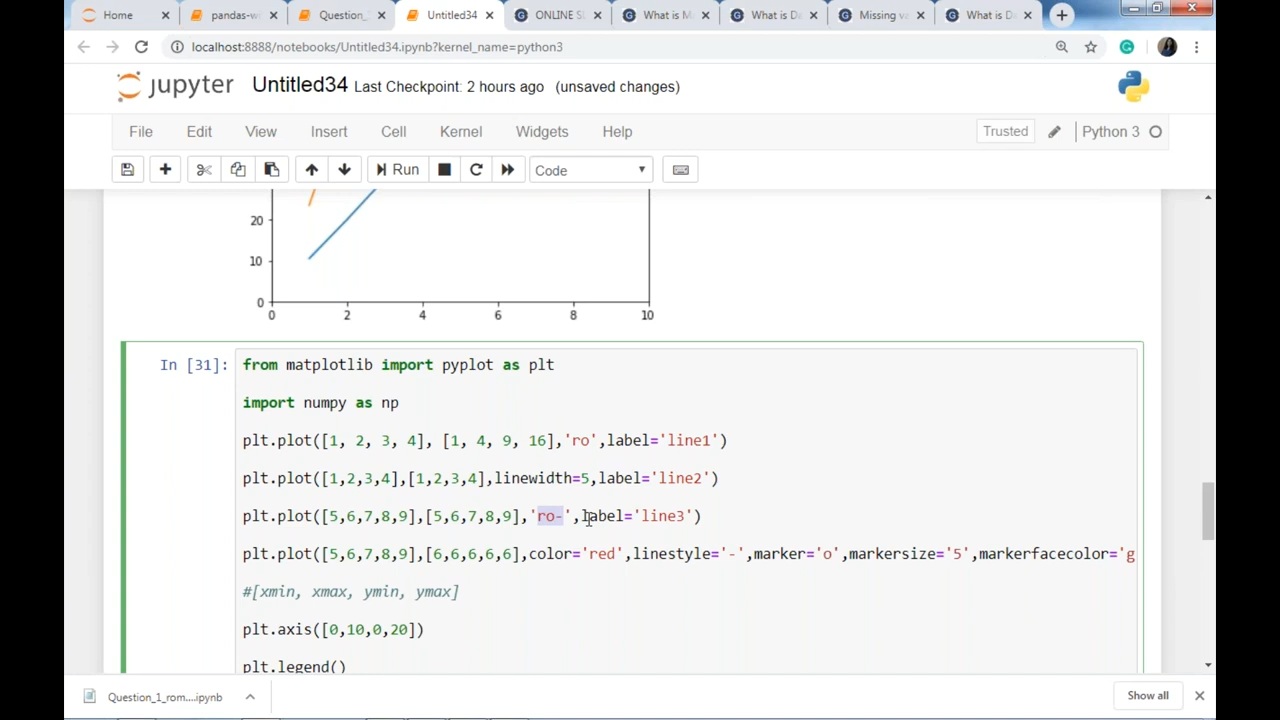 Home pandas-w Question_ Untitled34 ONLINE S What is M What is De Missing va What is Da
localhost:8888/notebooks/Untitled34.ipynb?kernel_name=python3
jupyter Untitled34 Last Checkpoint: 2 hours ago (unsaved changes)
File Edit View Insert Cell Kernel Widgets Help Trusted Python 3
Run Code
20
10
0
0 2 4 6 8 10
In [31]: from matplotlib import pyplot as plt
import numpy as np
plt.plot([1, 2, 3, 4], [1, 4, 9, 16],'ro',label='line1')
plt.plot([1,2,3,4],[1,2,3,4],linewidth=5,label='line2')
plt.plot([5,6,7,8,9],[5,6,7,8,9],'ro-',label='line3')
plt.plot([5,6,7,8,9],[6,6,6,6,6],color='red',linestyle='-',marker='o',markersize='5',markerfacecolor='g
#[xmin, xmax, ymin, ymax]
plt.axis([0,10,0,20])
plt.legend()
Question_1_rom....ipynb Show all